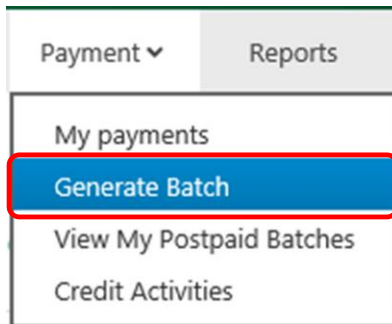 Payment Reports
My payments
Generate Batch
View My Postpaid Batches
Credit Activities